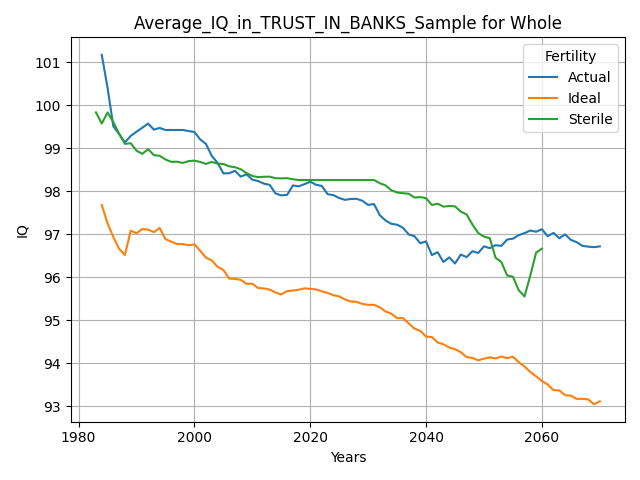 Average_IQ_in_TRUST_IN_BANKS_Sample for Whole
Fertility
Actual
Ideal
Sterile
IQ
101
100
99
98
97
96
95
94
93
1980
2000
2020
2040
2060
Years